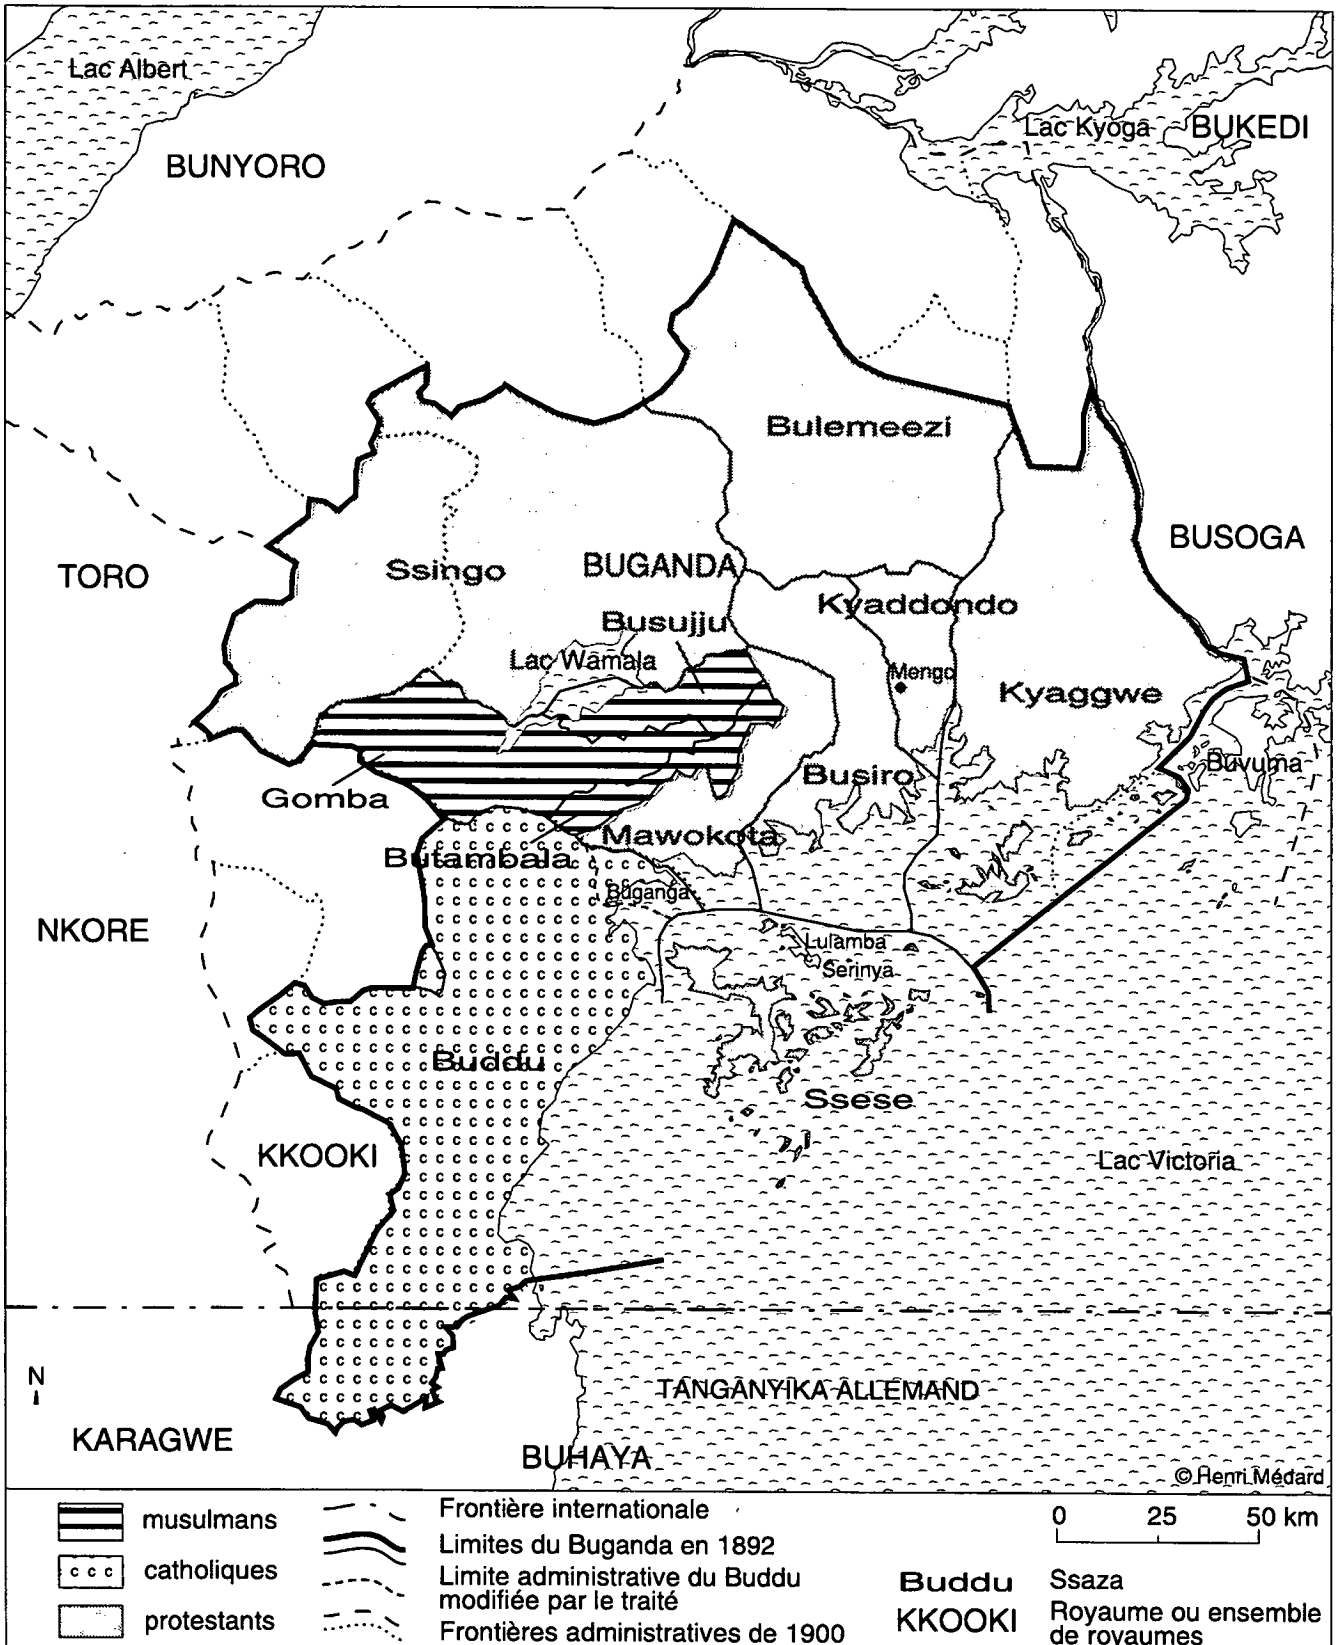 Lac Albert
Lac Kyoga
BUKEDI
BUNYORO
Bulemeezi
BUSOGA
TORO
Ssingo
BUGANDA
Kyaddondo
Busujju
Lac Wamala
Mengo
Kyaggwe
Buvuma
Busiro
Gomba
Mawokota
Butambala
Buganga
NKORE
Lulamba
Serinya
Buddu
Ssese
KKOOKI
Lac Victoria
N
TANGANYIKA ALLEMAND
KARAGWE
BUHAYA
© Henri Médard
musulmans
catholiques
protestants
c c c
Frontière internationale
Limites du Buganda en 1892
Limite administrative du Buddu
modifiée par le traité
Frontières administratives de 1900
0 25 50 km
Buddu Ssaza
KKOOKI Royaume ou ensemble
de royaumes